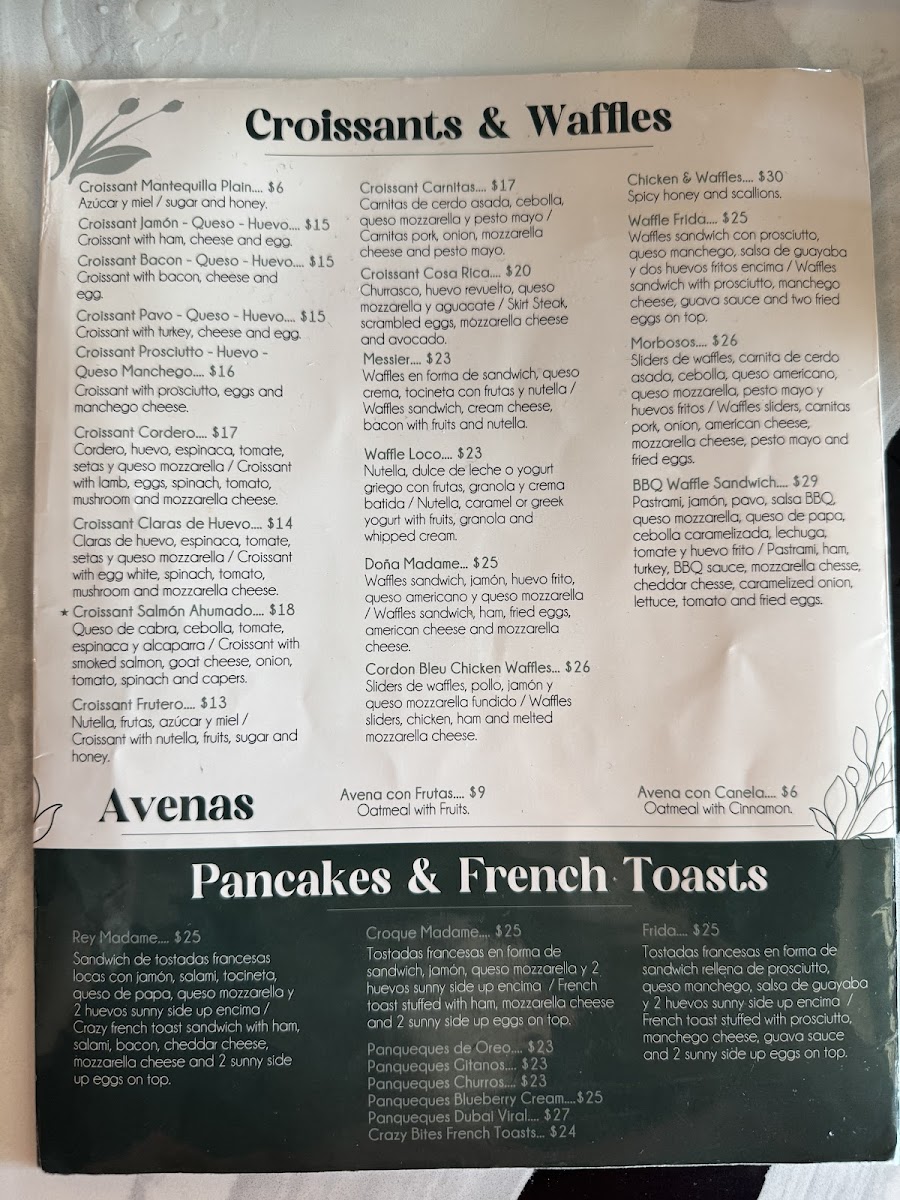 Croissants & Waffles
Croissant Mantequilla Plain.... $6
Azúcar y miel / sugar and honey.
Croissant Jamón - Queso - Huevo.... $15
Croissant with ham, cheese and egg.
Croissant Bacon - Queso - Huevo.... $15
Croissant with bacon, cheese and
egg.
Croissant Pavo - Queso - Huevo.... $15
Croissant with turkey, cheese and egg.
Croissant Prosciutto - Huevo -
Queso Manchego.... $16
Croissant with prosciutto, eggs and
manchego cheese.
Croissant Cordero.... $17
Cordero, huevo, espinaca, tomate,
setas y queso mozzarella / Croissant
with lamb, eggs, spinach, tomato,
mushroom and mozzarella cheese.
Croissant Claras de Huevo.... $14
Claras de huevo, espinaca, tomate,
setas y queso mozzarella / Croissant
with egg white, spinach, tomato,
mushroom and mozzarella cheese.
★ Croissant Salmón Ahumado.... $18
Queso de cabra, cebolla, tomate,
espinaca y alcaparra / Croissant with
smoked salmon, goat cheese, onion,
tomato, spinach and capers.
Croissant Frutero.... $13
Nutella, frutas, azúcar y miel /
Croissant with nutella, fruits, sugar and
honey.
Croissant Carnitas.... $17
Carnitas de cerdo asada, cebolla,
queso mozzarella y pesto mayo /
Carnitas pork, onion, mozzarella
cheese and pesto mayo.
Croissant Cosa Rica.... $20
Churrasco, huevo revuelto, queso
mozzarella y aguacate / Skirt Steak,
scrambled eggs, mozzarella cheese
and avocado.
Messier.... $23
Waffles en forma de sandwich, queso
crema, tocineta con frutas y nutella /
Waffles sandwich, cream cheese,
bacon with fruits and nutella.
Waffle Loco.... $23
Nutella, dulce de leche o yogurt
griego con frutas, granola y crema
batida / Nutella, caramel or greek
yogurt with fruits, granola and
whipped cream.
Doña Madame... $25
Waffles sandwich, jamón, huevo frito,
queso americano y queso mozzarella
/ Waffles sandwich, ham, fried eggs,
american cheese and mozzarella
cheese.
Cordon Bleu Chicken Waffles... $26
Sliders de waffles, pollo, jamón y
queso mozzarella fundido / Waffles
sliders, chicken, ham and melted
mozzarella cheese.
Chicken & Waffles.... $30
Spicy honey and scallions.
Waffle Frida.... $25
Waffles sandwich con prosciutto,
queso manchego, salsa de guayaba
y dos huevos fritos encima / Waffles
sandwich with prosciutto, manchego
cheese, guava sauce and two fried
eggs on top.
Morbosos.... $26
Sliders de waffles, carnita de cerdo
asada, cebolla, queso americano,
queso mozzarella, pesto mayo y
huevos fritos / Waffles sliders, carnitas
pork, onion, american cheese,
mozzarella cheese, pesto mayo and
fried eggs.
BBQ Waffle Sandwich.... $29
Pastrami, jamón, pavo, salsa BBQ,
queso mozzarella, queso de papa,
cebolla caramelizada, lechuga,
tomate y huevo frito / Pastrami, ham,
turkey, BBQ sauce, mozzarella chesse,
cheddar chesse, caramelized onion,
lettuce, tomato and fried eggs.
Avenas
Avena con Frutas.... $9
Oatmeal with Fruits.
Avena con Canela.... $6
Oatmeal with Cinnamon.
Pancakes & French Toasts
Rey Madame.... $25
Sandwich de tostadas francesas
locas con jamón, salami, tocineta,
queso de papa, queso mozzarella y
2 huevos sunny side up encima /
Crazy french toast sandwich with ham,
salami, bacon, cheddar cheese,
mozzarella cheese and 2 sunny side
up eggs on top.
Croque Madame.... $25
Tostadas francesas en forma de
sandwich, jamón, queso mozzarella y 2
huevos sunny side up encima / French
toast stuffed with ham, mozzarella cheese
and 2 sunny side up eggs on top.
Panqueques de Oreo.... $23
Panqueques Gitanos.... $23
Panqueques Churros.... $23
Panqueques Blueberry Cream....$25
Panqueques Dubai Viral.... $27
Crazy Bites French Toasts... $24
Frida.... $25
Tostadas francesas en forma de
sandwich rellena de prosciutto,
queso manchego, salsa de guayaba
y 2 huevos sunny side up encima /
French toast stuffed with prosciutto,
manchego cheese, guava sauce
and 2 sunny side up eggs on top.